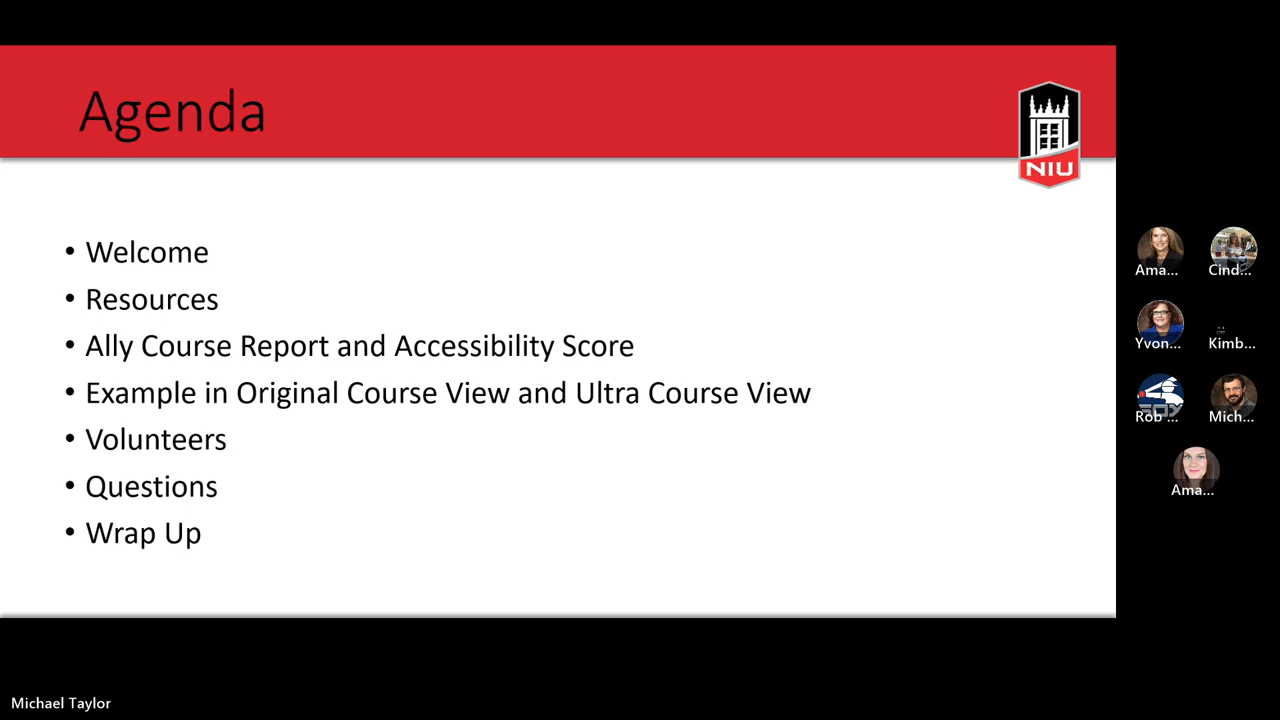 Agenda
NIU
• Welcome
• Resources
• Ally Course Report and Accessibility Score
• Example in Original Course View and Ultra Course View
• Volunteers
• Questions
• Wrap Up
Ama...
Cind...
Yvon...
Kimb...
Rob ...
Mich...
Ama...
Michael Taylor